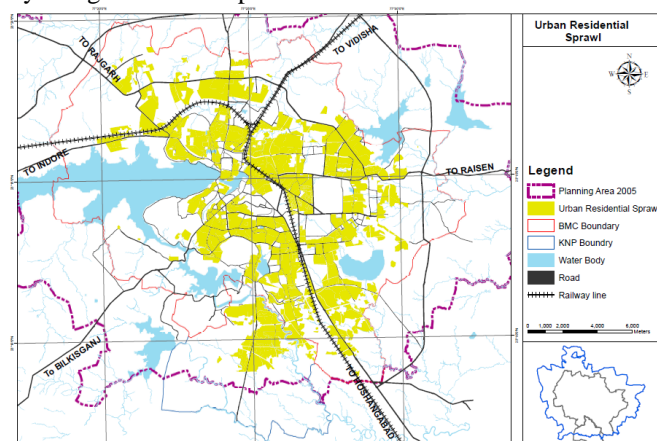 Urban Residential
Sprawl
N
W E
S
TO RAJGARH
TO VIDISHA
TO INDORE
TO RAISEN
To BILKISGANJ
TO HOSHANGABAD
Legend
Planning Area 2005
Urban Residential Spraw
BMC Boundary
KNP Boundry
Water Body
Road
Railway line
0 1,000 2,000 4,000 6,000
Meters